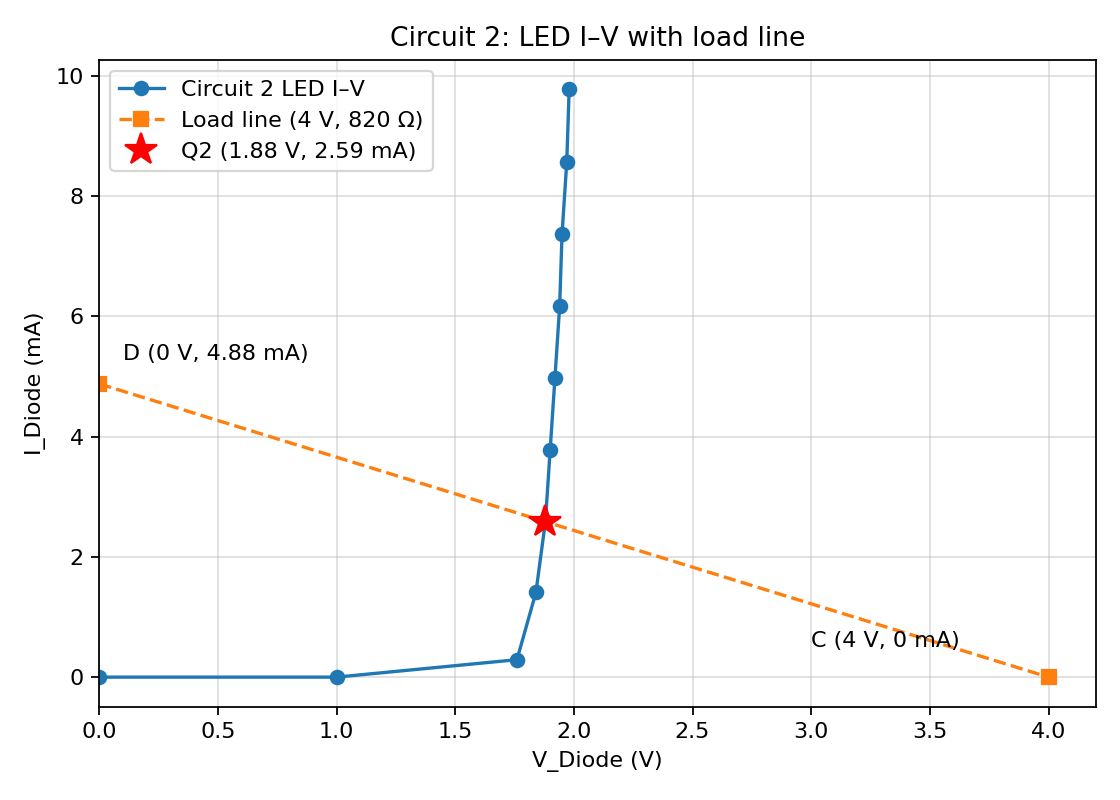 Circuit 2: LED I–V with load line
Circuit 2 LED I–V
Load line (4 V, 820 Ω)
Q2 (1.88 V, 2.59 mA)
10
8
6
4
2
0
I_Diode (mA)
D (0 V, 4.88 mA)
C (4 V, 0 mA)
0.0 0.5 1.0 1.5 2.0 2.5 3.0 3.5 4.0
V_Diode (V)